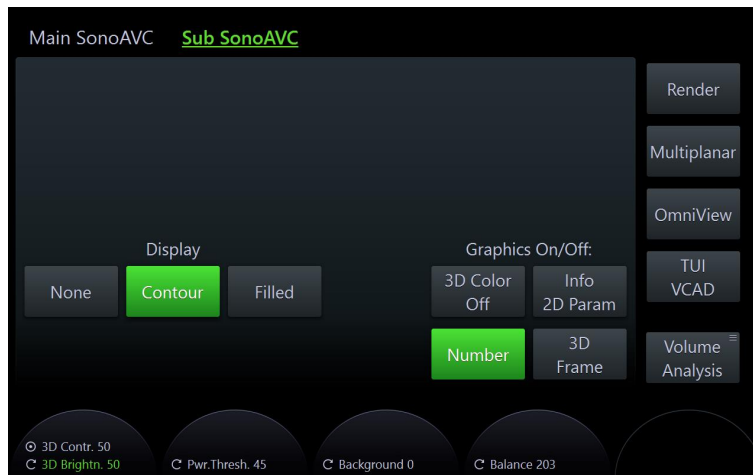 Main SonoAVC Sub SonoAVC
Render
Multiplanar
OmniView
TUI
VCAD
Volume
Analysis
Display
None Contour Filled
Graphics On/Off:
3D Color
Off
Info
2D Param
Number
3D
Frame
3D Contr. 50
3D Brightn. 50
Pwr.Thresh. 45
Background 0
Balance 203